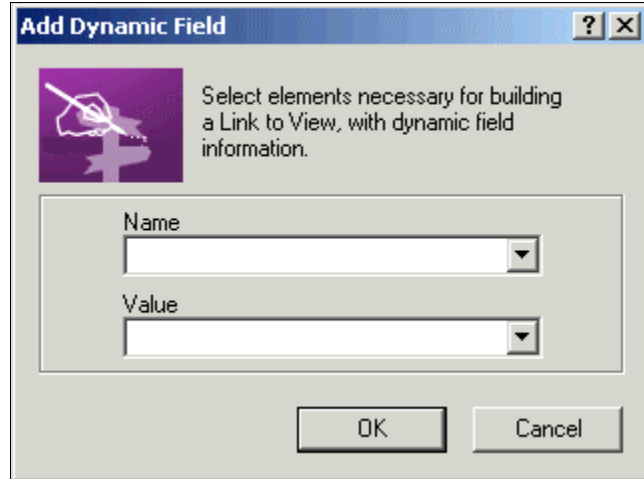 Add Dynamic Field
Select elements necessary for building
a Link to View, with dynamic field
information.
Name
Value
OK
Cancel